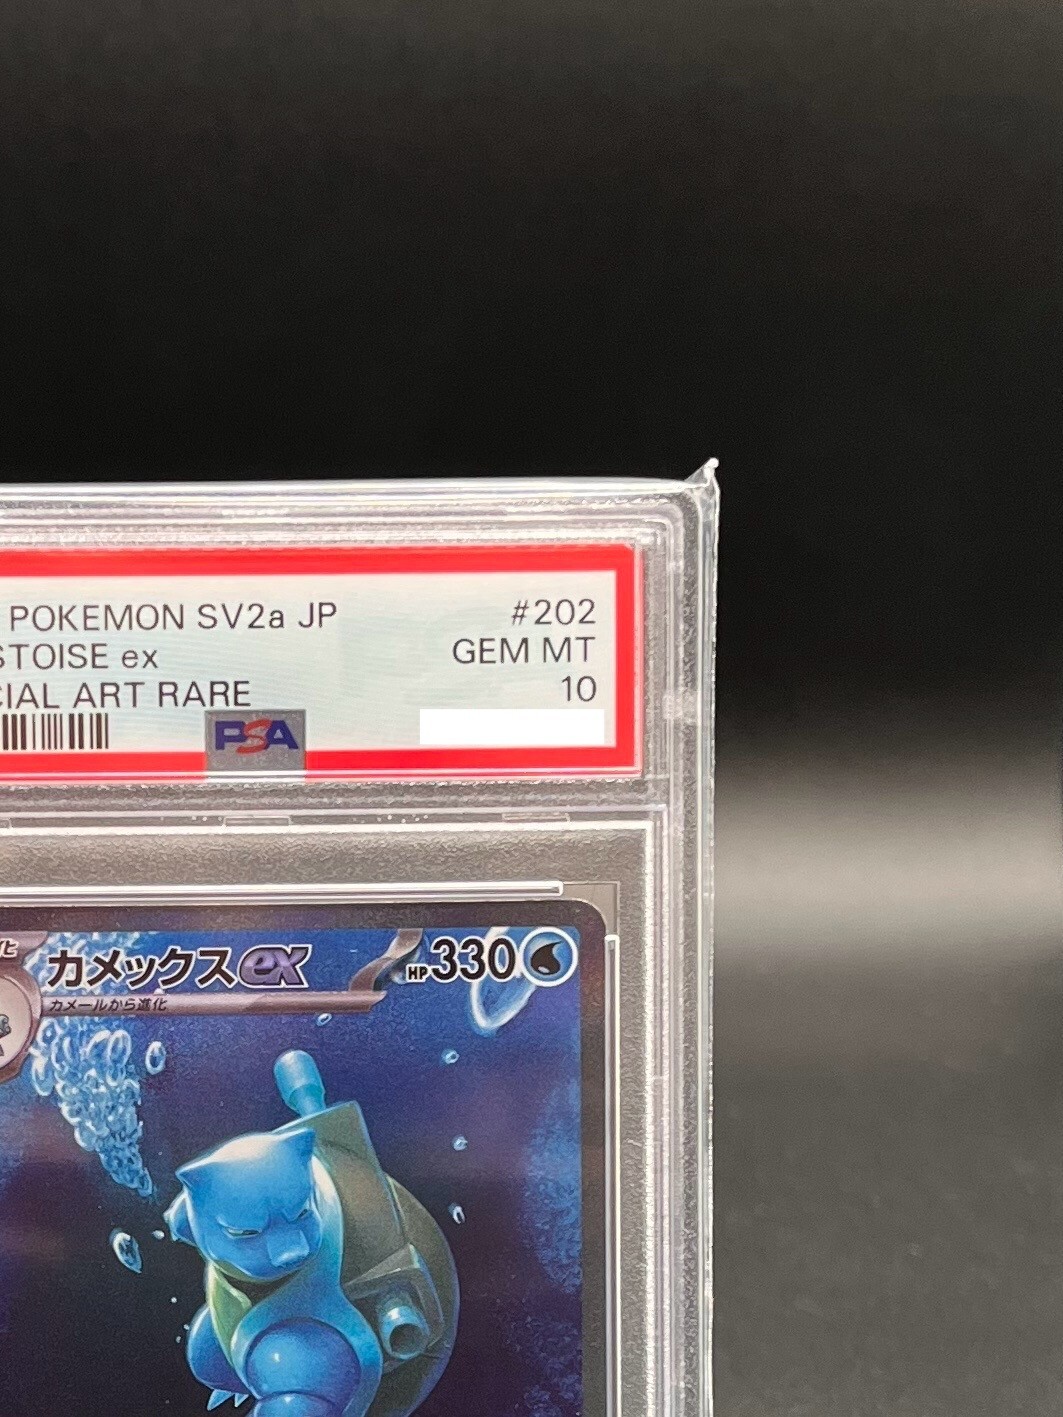 POKEMON SV2a JP #202
STOISE ex GEM MT
CIAL ART RARE 10
PSA
化
カメックスex HP330
カメールから進化